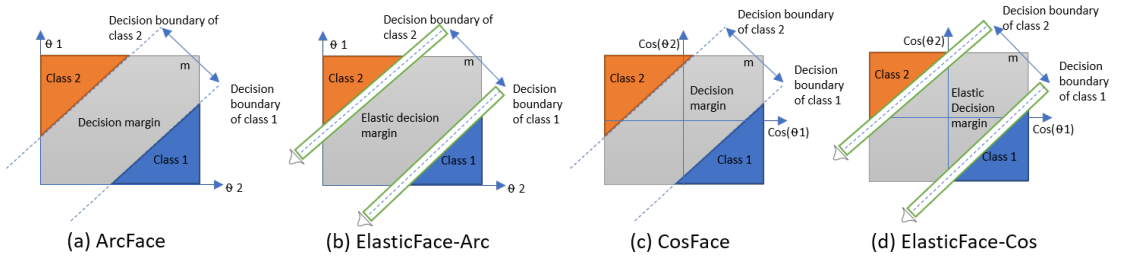 Decision boundary of
class 2
θ 1
Class 2
m
Decision
boundary
of class 1
Decision margin
Class 1
θ 2
(a) ArcFace
Decision boundary of
class 2
θ 1
Class 2
m
Decision
boundary
of class 1
Elastic decision
margin
Class 1
θ 2
(b) ElasticFace-Arc
Decision
boundary
of class 2
Cos(θ2)
Class 2
m
Decision
boundary
of class 1
Decision
margin
Cos(θ1)
Class 1
(c) CosFace
Decision boundary
of class 2
Cos(θ2)
Class 2
m
Decision
boundary
of class 1
Elastic
Decision
margin
Cos(θ1)
Class 1
(d) ElasticFace-Cos